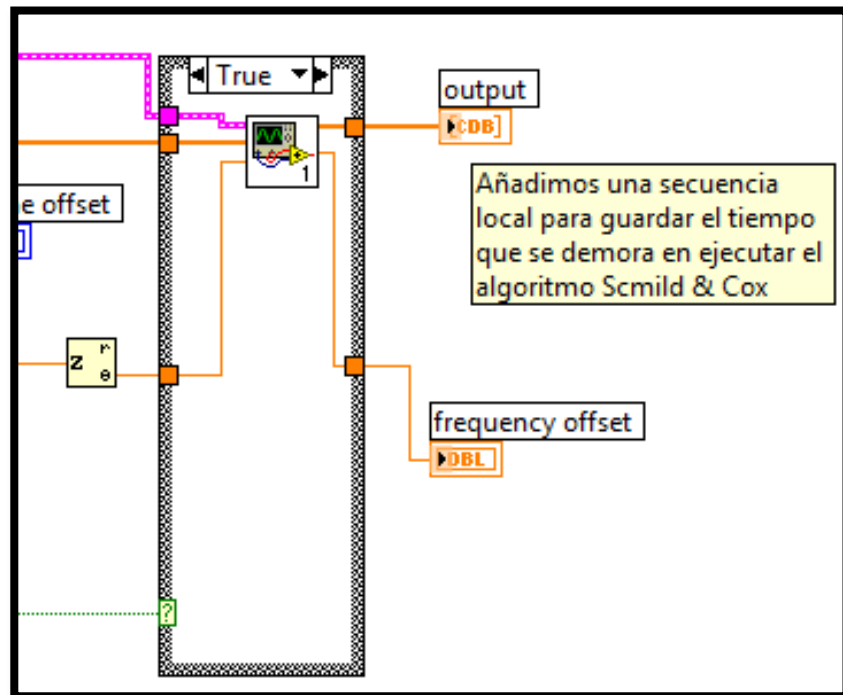 True
output
[CDB]
1
Añadimos una secuencia
local para guardar el tiempo
que se demora en ejecutar el
algoritmo Scmild & Cox
e offset
z r
θ
frequency offset
DBL
?